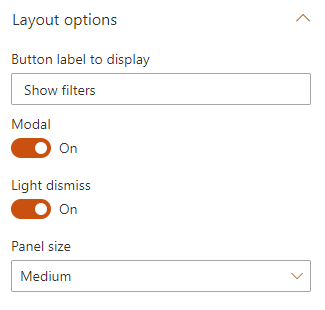 Layout options
Button label to display
Show filters
Modal
On
Light dismiss
On
Panel size
Medium